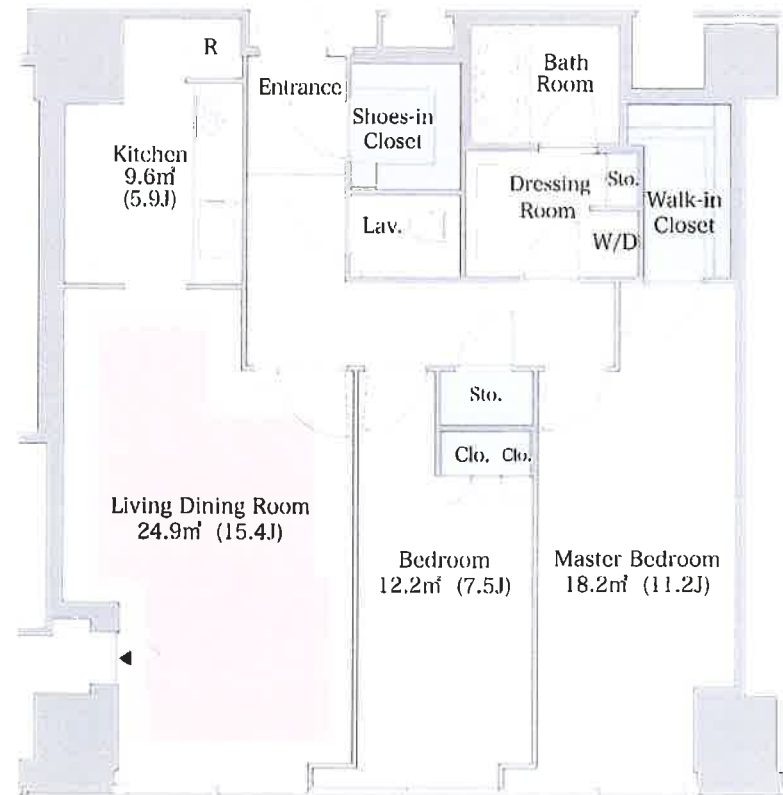 R
Entrance
Bath
Room
Shoes-in
Closet
Kitchen
9.6㎡
(5.9J)
Dressing
Room
Sto.
Walk-in
Closet
Lav.
W/D
Sto.
Clo. Clo.
Living Dining Room
24.9㎡ (15.4J)
Bedroom
12.2㎡ (7.5J)
Master Bedroom
18.2㎡ (11.2J)